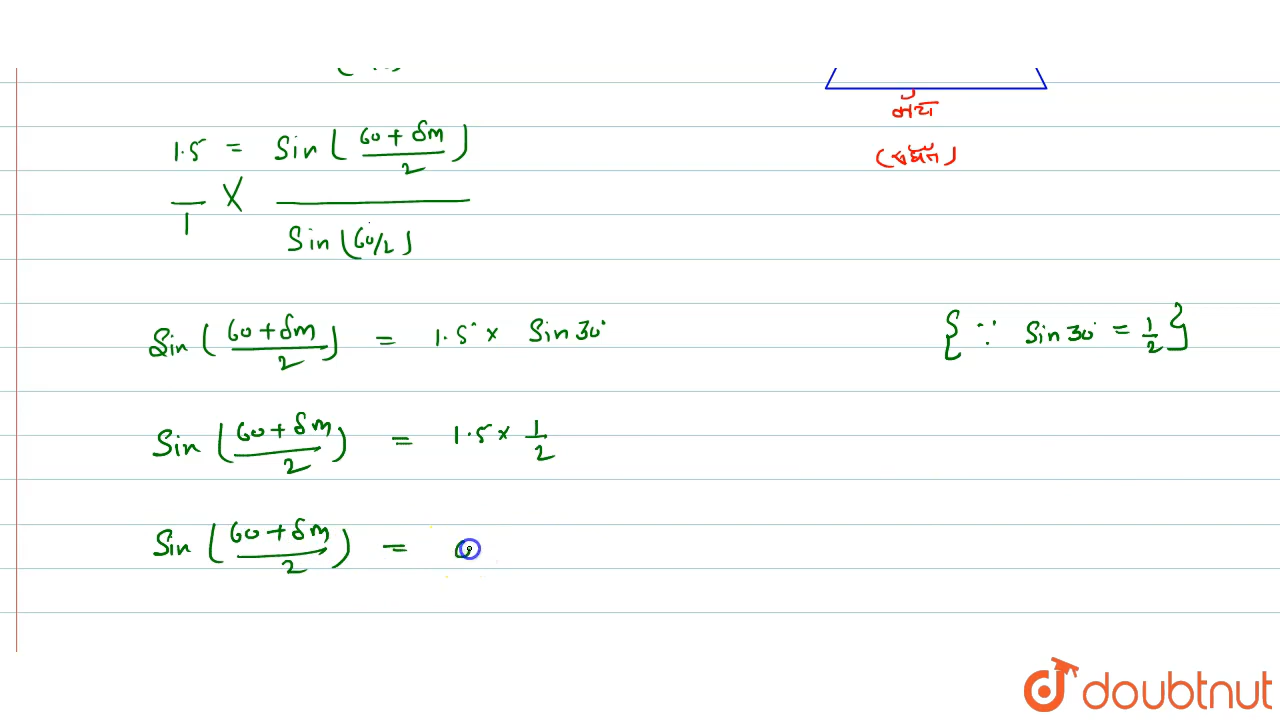 1.5 = Sin ( 60 + δm / 2 )
1 × Sin (60/2)
Sin ( 60 + δm / 2 ) = 1.5 × Sin 30°
{ ∵ Sin 30° = 1/2 }
Sin ( 60 + δm / 2 ) = 1.5 × 1/2
Sin ( 60 + δm / 2 ) =
doubtnut